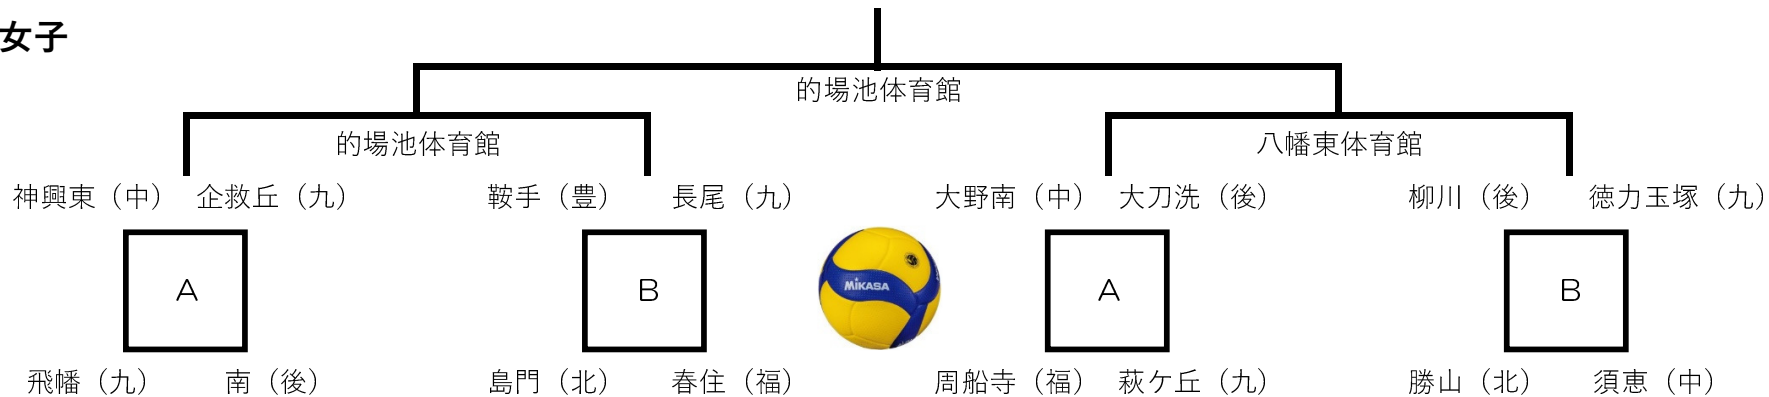 女子
的場池体育館
的場池体育館
八幡東体育館
神興東（中） 企救丘（九） 鞍手（豊） 長尾（九） 大野南（中） 大刀洗（後） 柳川（後） 徳力玉塚（九）
A B A B
MIKASA
飛幡（九） 南（後） 島門（北） 春住（福） 周船寺（福） 萩ケ丘（九） 勝山（北） 須恵（中）